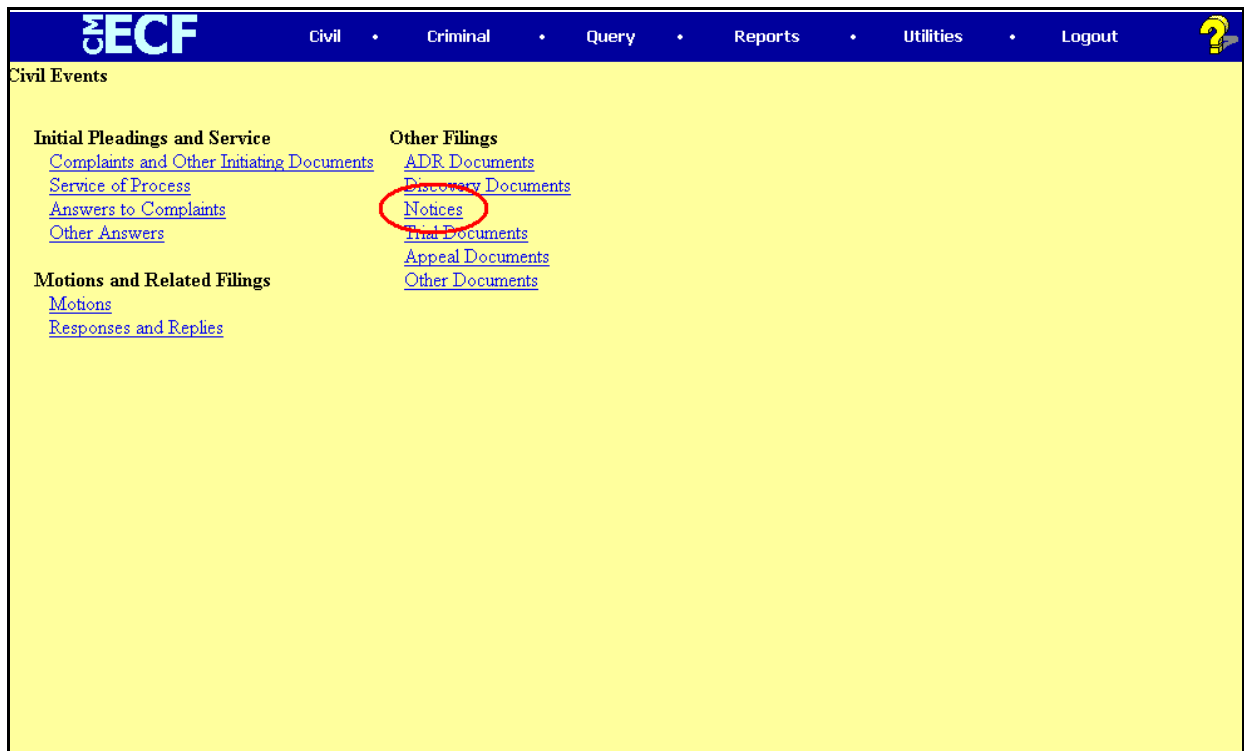 CM ECF Civil • Criminal • Query • Reports • Utilities • Logout ?
Civil Events
Initial Pleadings and Service
Complaints and Other Initiating Documents
Service of Process
Answers to Complaints
Other Answers
Motions and Related Filings
Motions
Responses and Replies
Other Filings
ADR Documents
Discovery Documents
Notices
Trial Documents
Appeal Documents
Other Documents